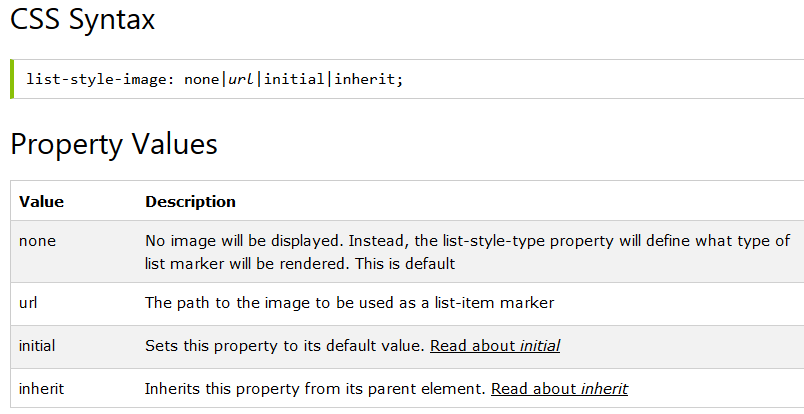 CSS Syntax
list-style-image: none|url|initial|inherit;
Property Values
Value Description
none No image will be displayed. Instead, the list-style-type property will define what type of
list marker will be rendered. This is default
url The path to the image to be used as a list-item marker
initial Sets this property to its default value. Read about initial
inherit Inherits this property from its parent element. Read about inherit